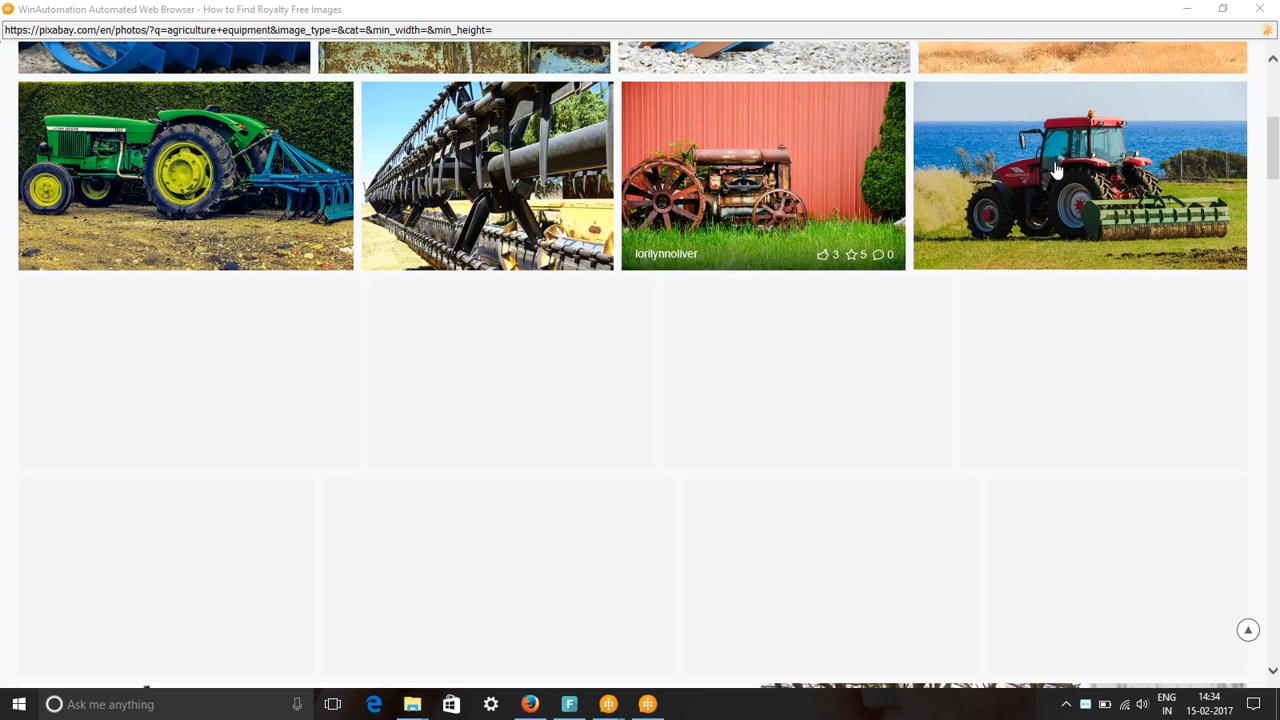 WinAutomation Automated Web Browser - How to Find Royalty Free Images
https://pixabay.com/en/photos/?q=agriculture+equipment&image_type=&cat=&min_width=&min_height=
lorilynnoliver 3 5 0
Ask me anything
ENG
IN
14:34
15-02-2017